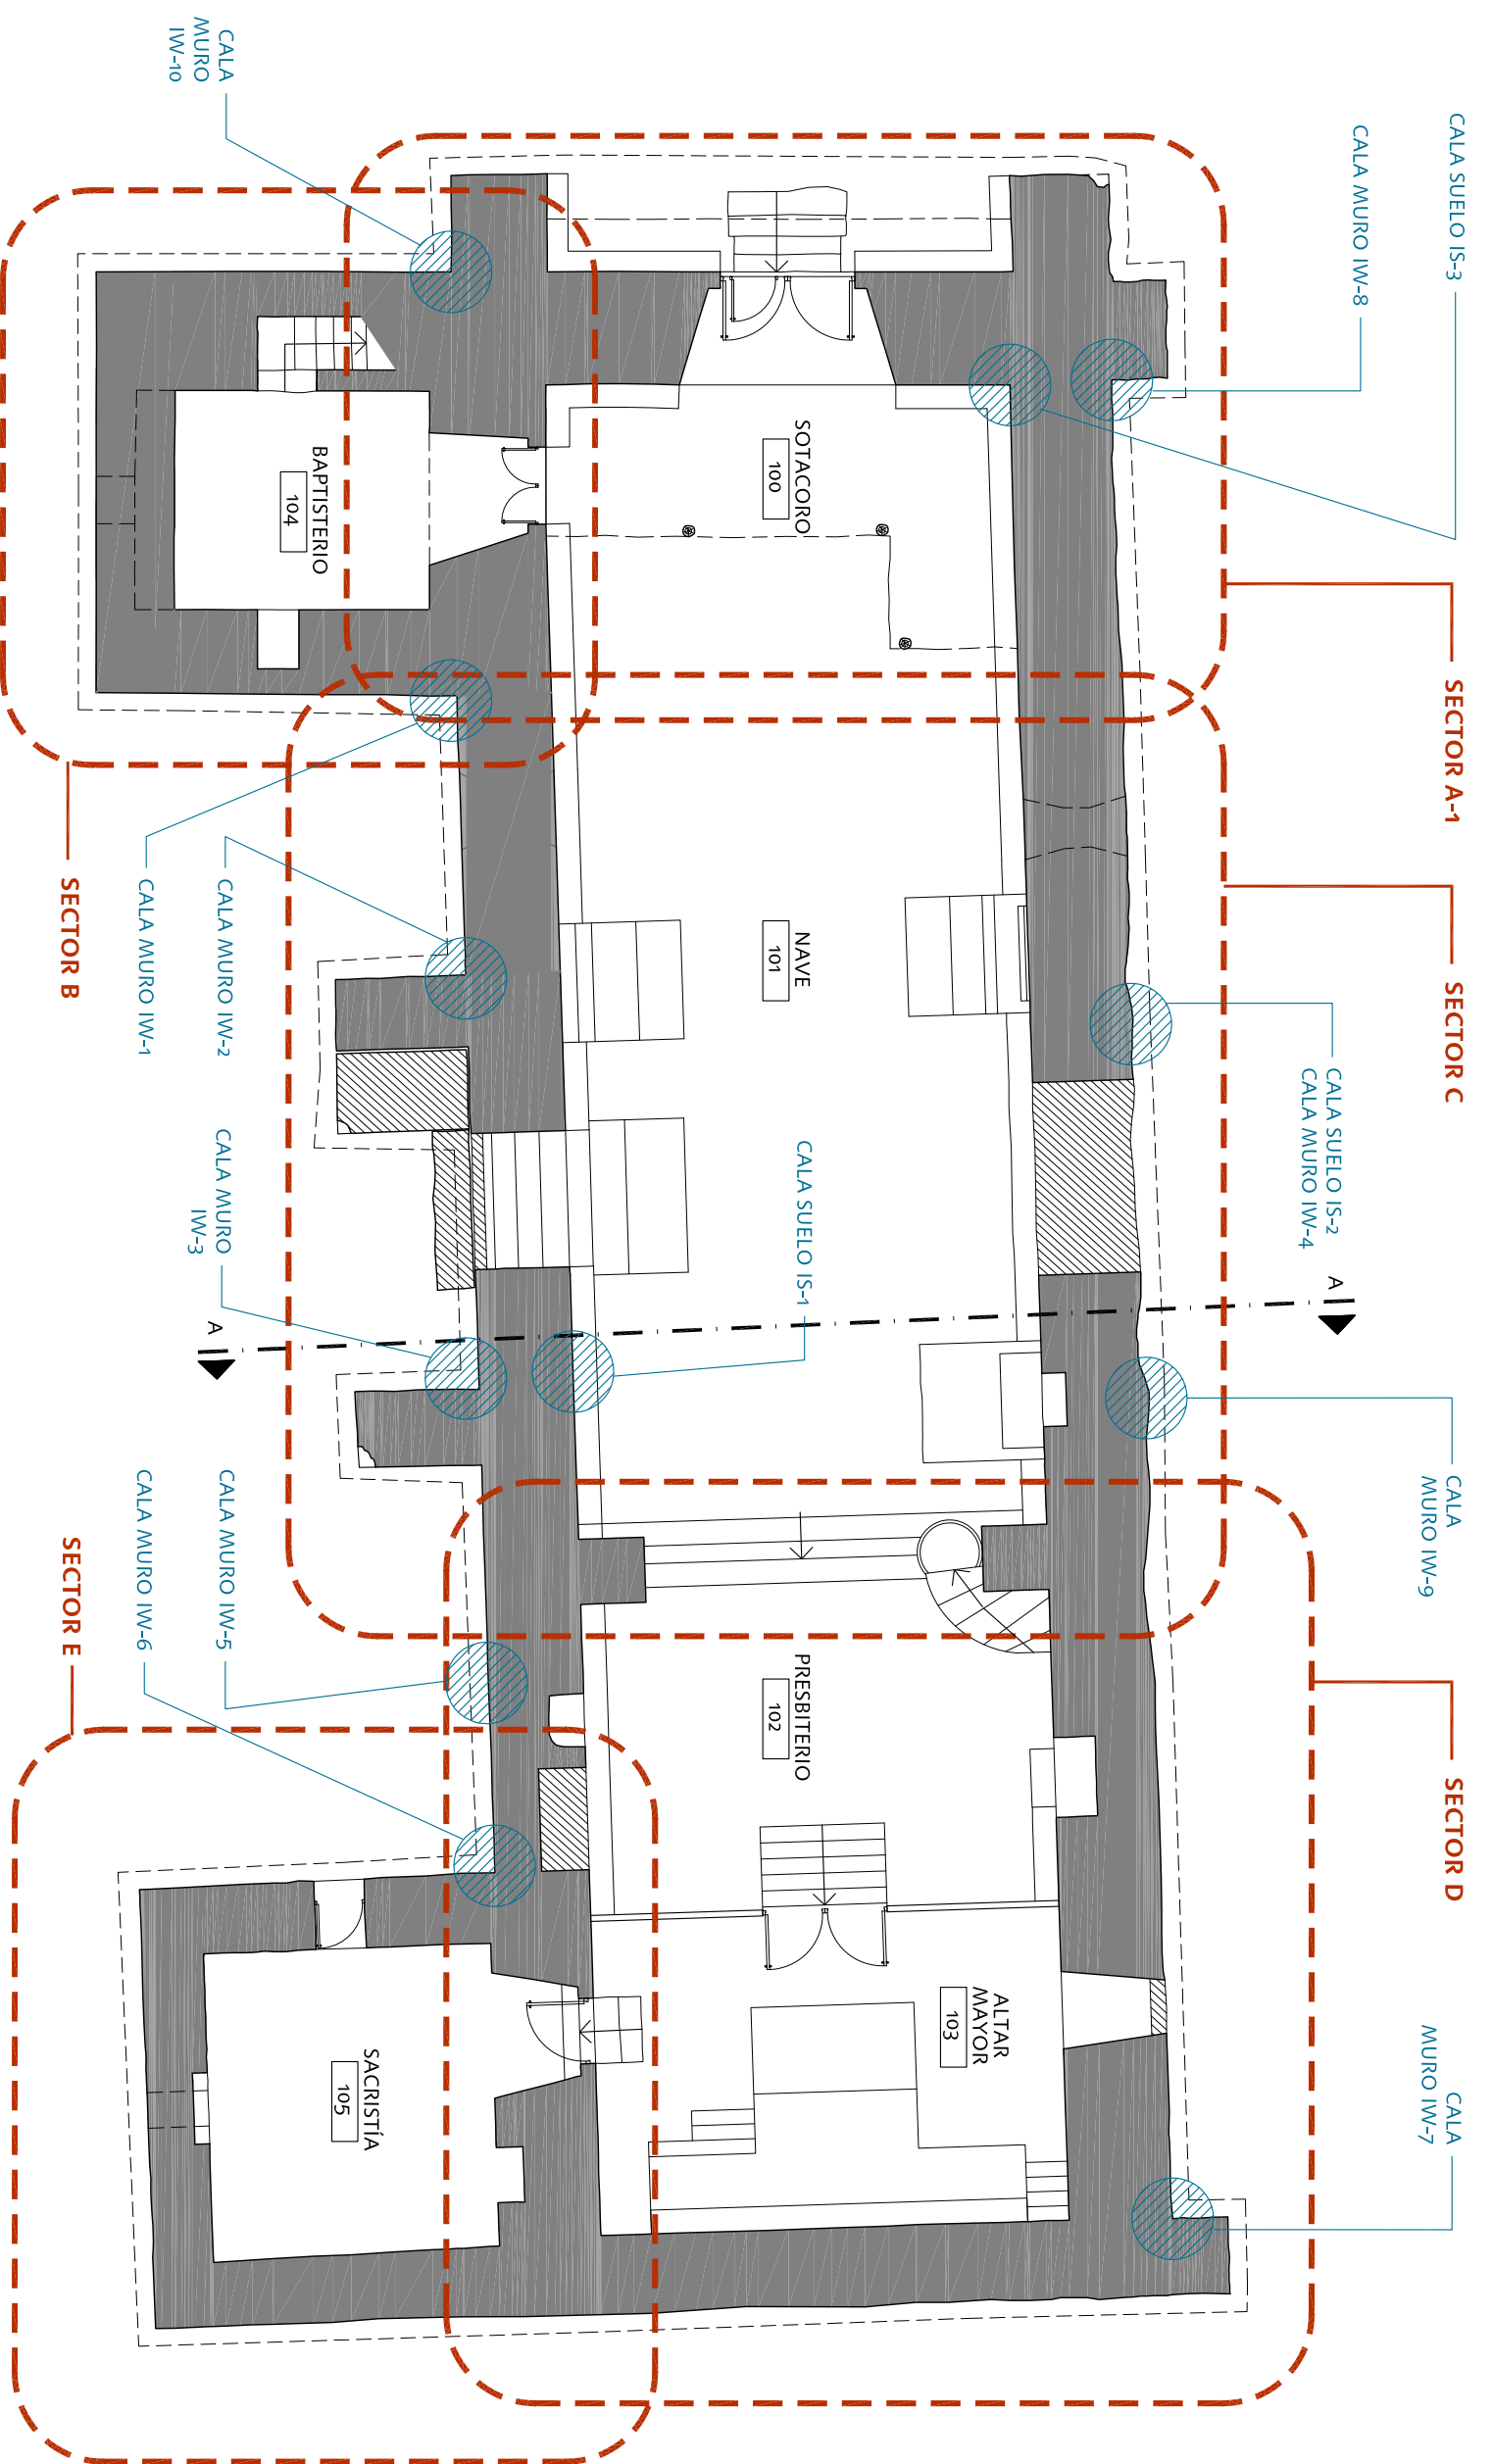 CALA SUELO IS-3
CALA MURO IW-8
SECTOR A-1
SECTOR C
CALA SUELO IS-2
CALA MURO IW-4
A
CALA
MURO IW-9
SECTOR D
CALA
MURO IW-7
SOTACORO
100
NAVE
101
CALA SUELO IS-1
PRESBITERIO
102
ALTAR
MAYOR
103
BAPTISTERIO
104
SACRISTÍA
105
CALA
MURO
IW-10
SECTOR B
CALA MURO IW-1
CALA MURO IW-2
CALA MURO
IW-3
A
CALA MURO IW-5
CALA MURO IW-6
SECTOR E